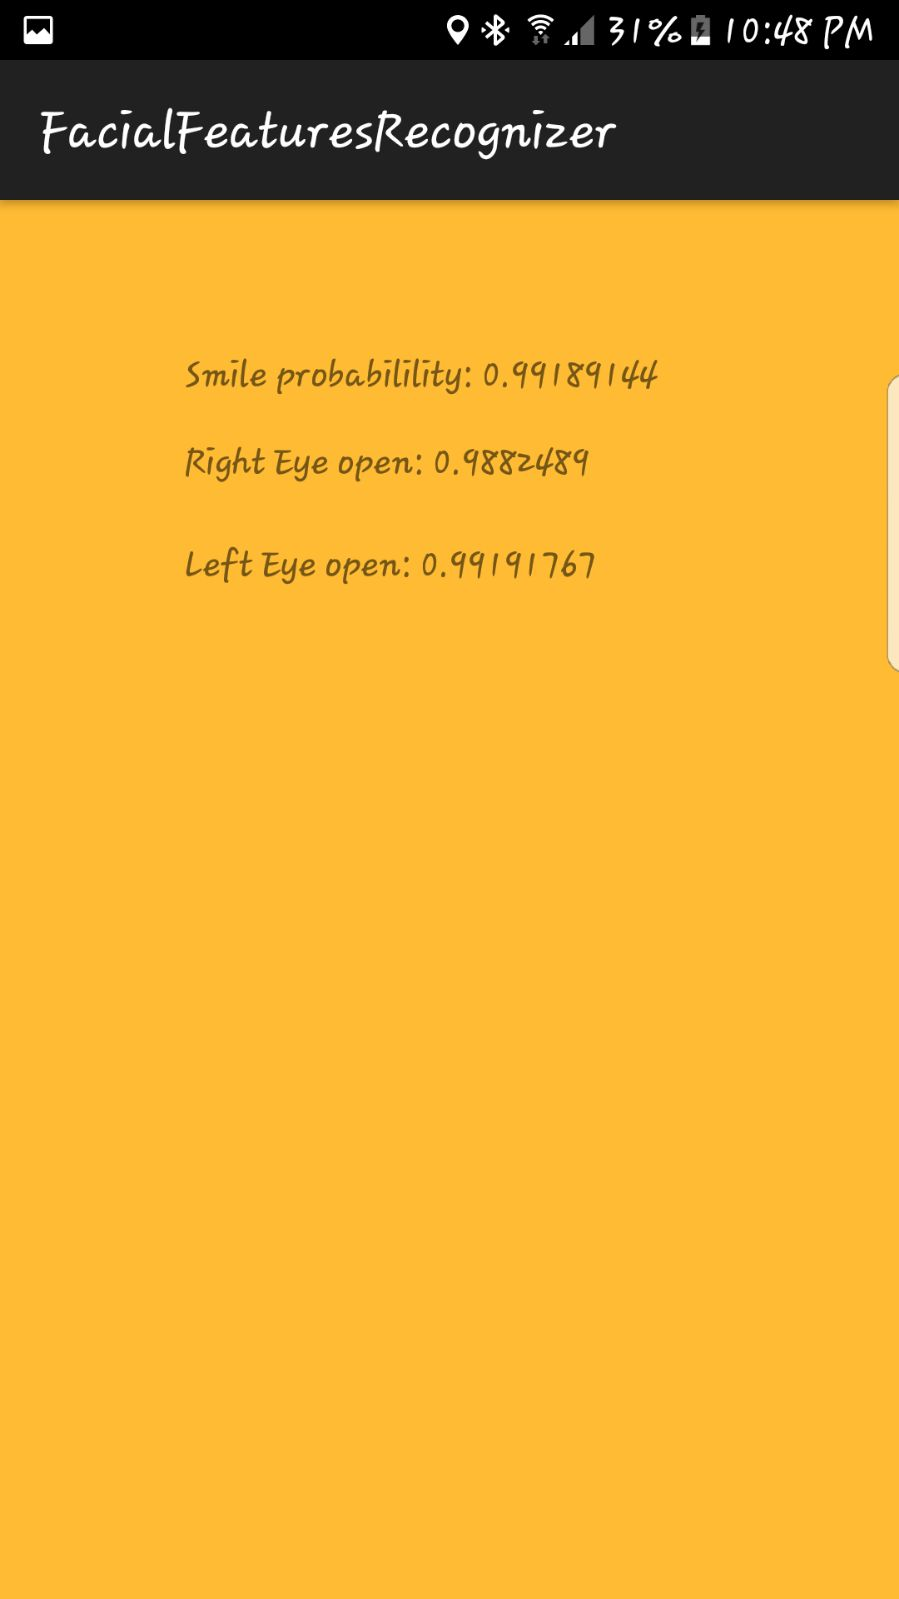 31% 10:48 PM
FacialFeaturesRecognizer
Smile probabilility: 0.99189144
Right Eye open: 0.9882489
Left Eye open: 0.99191767